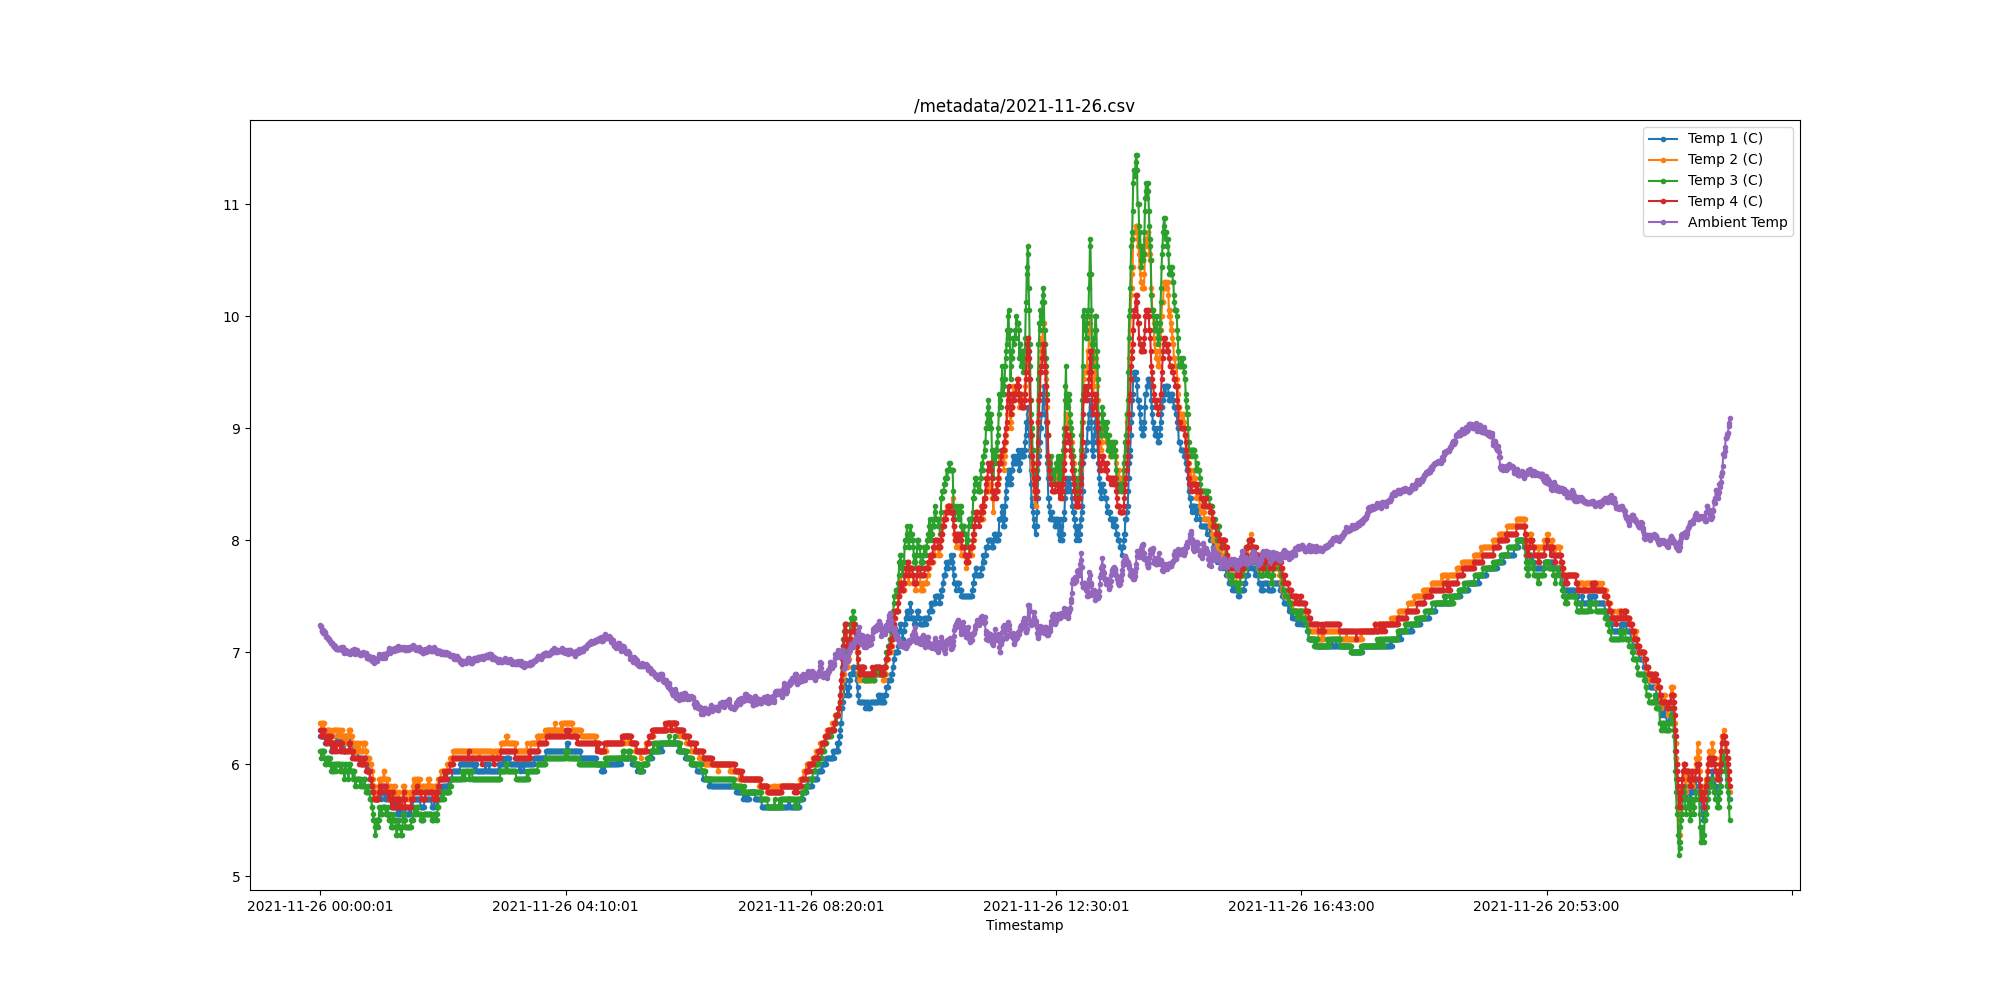 /metadata/2021-11-26.csv
Temp 1 (C)
Temp 2 (C)
Temp 3 (C)
Temp 4 (C)
Ambient Temp
11
10
9
8
7
6
5
2021-11-26 00:00:01
2021-11-26 04:10:01
2021-11-26 08:20:01
2021-11-26 12:30:01
2021-11-26 16:43:00
2021-11-26 20:53:00
Timestamp